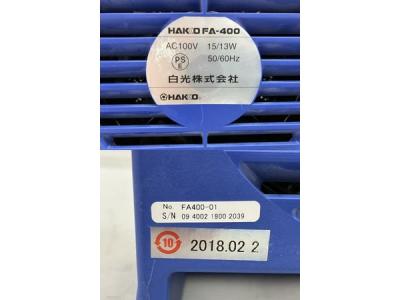 HAKKO FA-400
AC100V 15/13W
PS
E
50/60Hz
白光株式会社
HAKKO
No. FA400-01
S/N 09 4002 1800 2039
10 2018.02 2